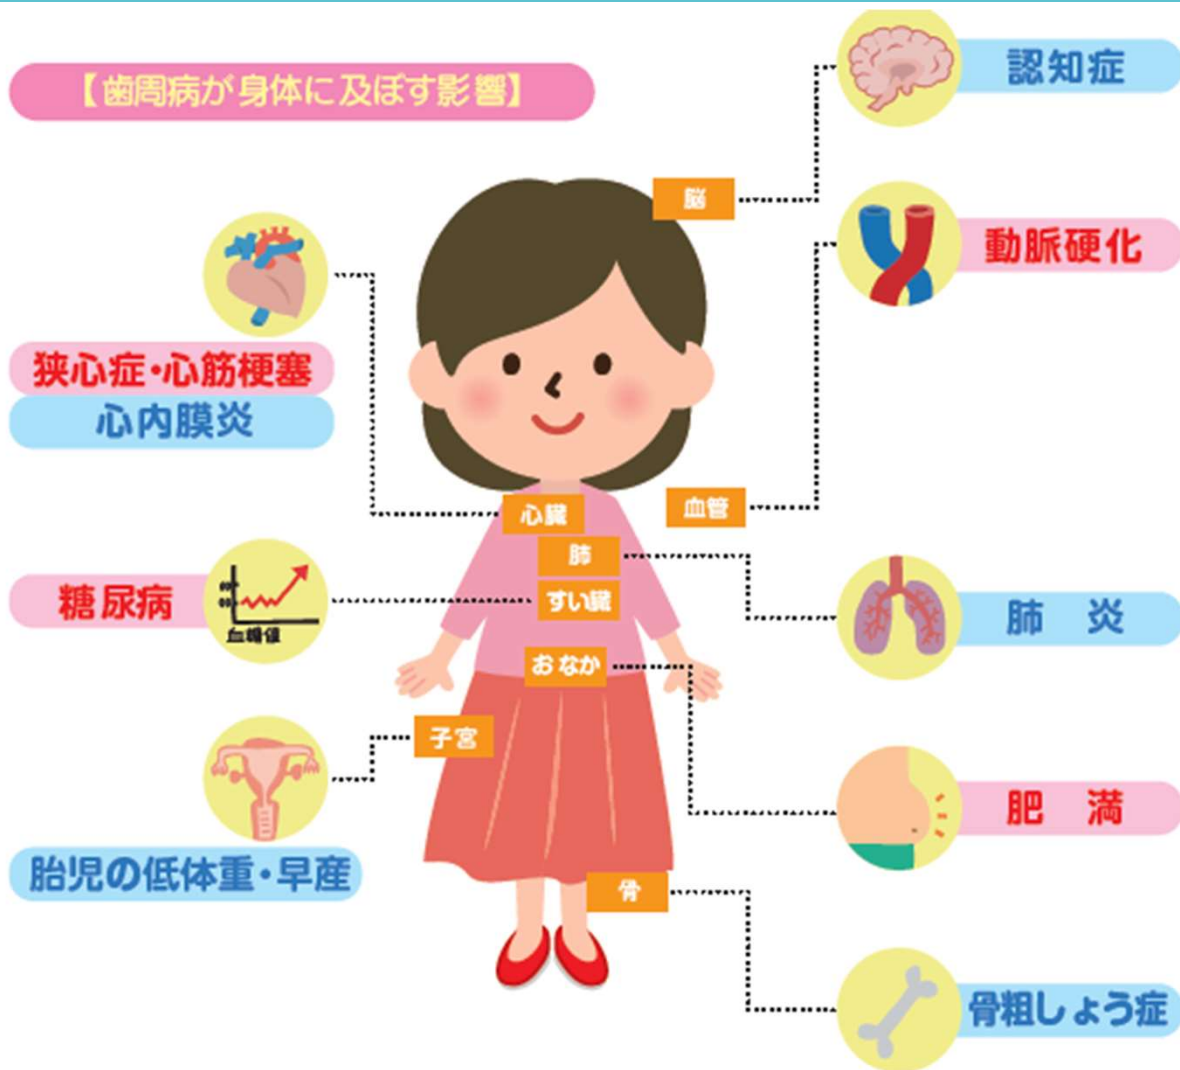 【歯周病が身体に及ぼす影響】
認知症
脳
動脈硬化
狭心症・心筋梗塞
心内膜炎
心臓
血管
肺
糖尿病
血糖値
すい臓
肺 炎
おなか
子宮
肥 満
胎児の低体重・早産
骨
骨粗しょう症